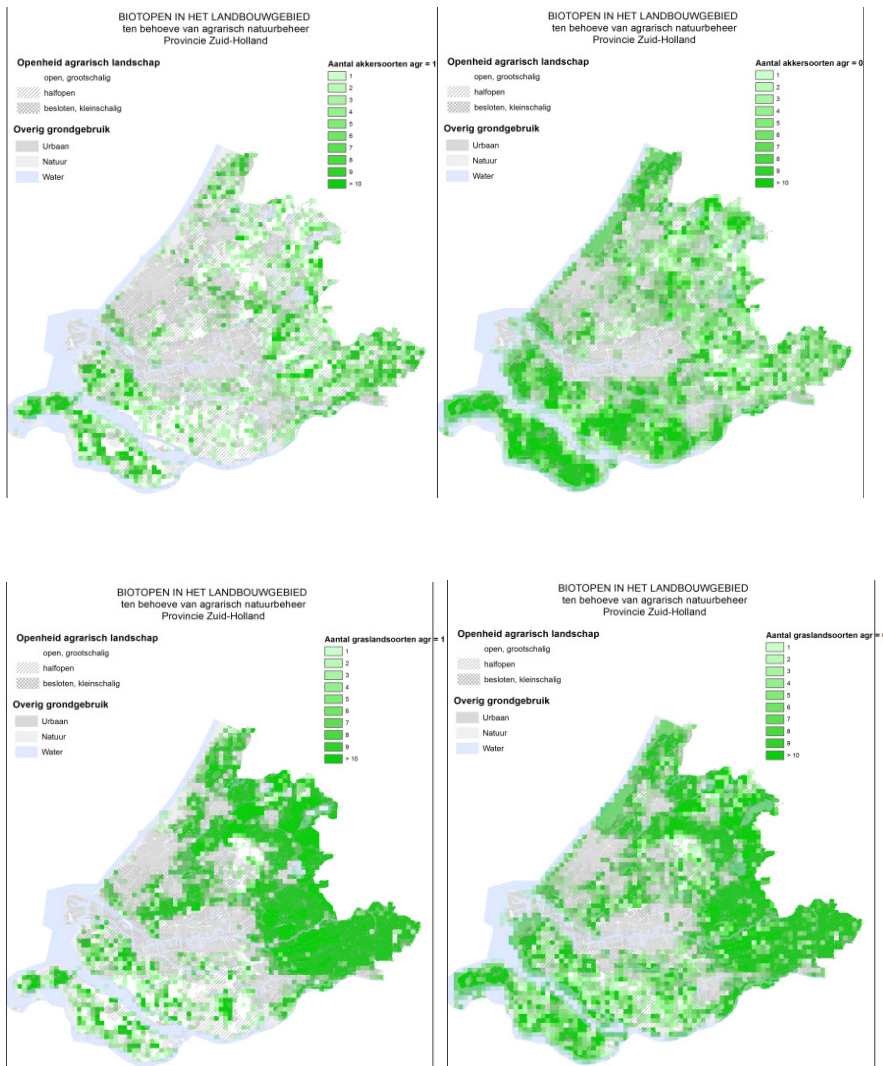 BIOTOPEN IN HET LANDBOUWGEBIED
ten behoeve van agrarisch natuurbeheer
Provincie Zuid-Holland
Openheid agrarisch landschap
open, grootschalig
halfopen
besloten, kleinschalig
Overig grondgebruik
Urbaan
Natuur
Water
Aantal akkersoorten agr = 1
1
2
3
4
5
6
7
8
9
> 10
BIOTOPEN IN HET LANDBOUWGEBIED
ten behoeve van agrarisch natuurbeheer
Provincie Zuid-Holland
Openheid agrarisch landschap
open, grootschalig
halfopen
besloten, kleinschalig
Overig grondgebruik
Urbaan
Natuur
Water
Aantal akkersoorten agr = 0
1
2
3
4
5
6
7
8
9
> 10
BIOTOPEN IN HET LANDBOUWGEBIED
ten behoeve van agrarisch natuurbeheer
Provincie Zuid-Holland
Openheid agrarisch landschap
open, grootschalig
halfopen
besloten, kleinschalig
Overig grondgebruik
Urbaan
Natuur
Water
Aantal graslandsoorten agr = 1
1
2
3
4
5
6
7
8
9
> 10
BIOTOPEN IN HET LANDBOUWGEBIED
ten behoeve van agrarisch natuurbeheer
Provincie Zuid-Holland
Openheid agrarisch landschap
open, grootschalig
halfopen
besloten, kleinschalig
Overig grondgebruik
Urbaan
Natuur
Water
Aantal graslandsoorten agr =
1
2
3
4
5
6
7
8
9
> 10